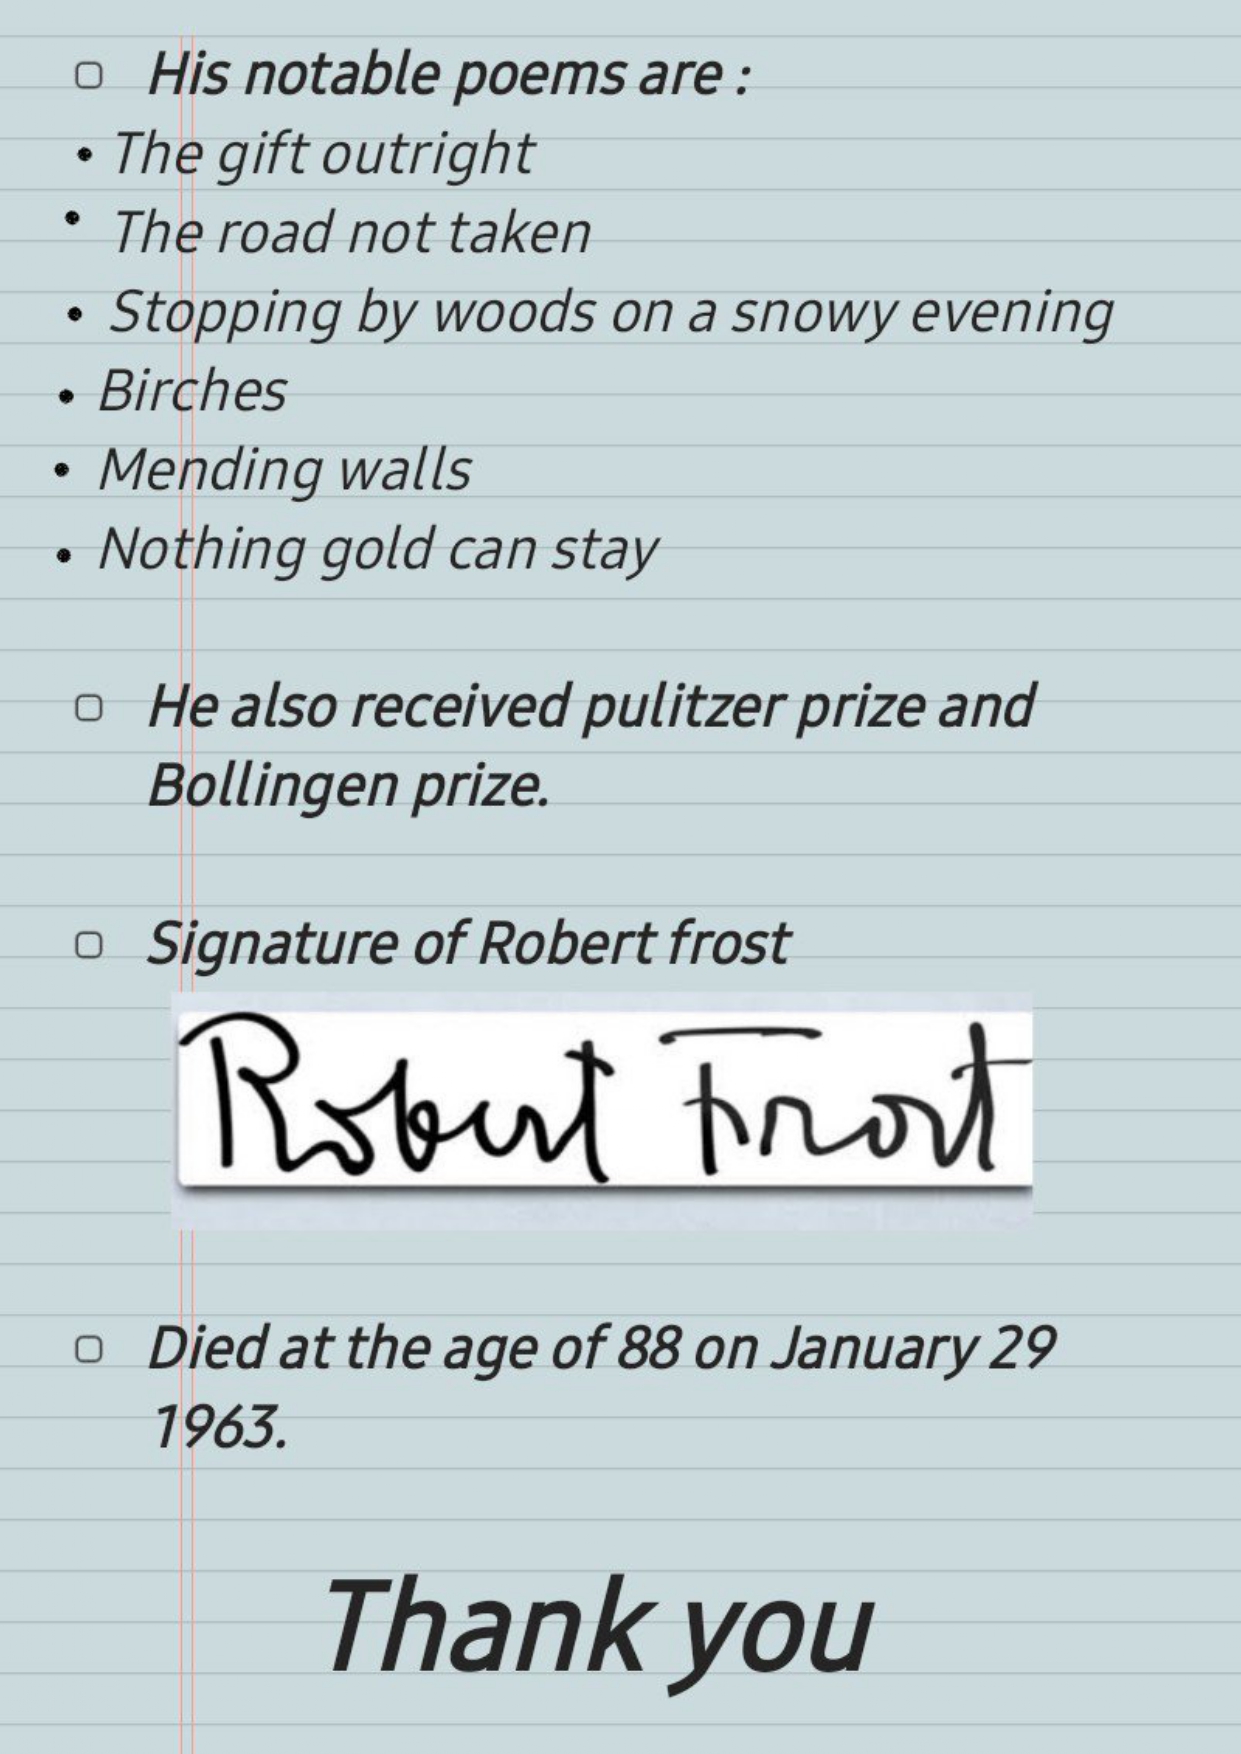 His notable poems are :
• The gift outright
• The road not taken
• Stopping by woods on a snowy evening
• Birches
• Mending walls
• Nothing gold can stay
He also received pulitzer prize and
Bollingen prize.
Signature of Robert frost
Robert Frost
Died at the age of 88 on January 29
1963.
Thank you